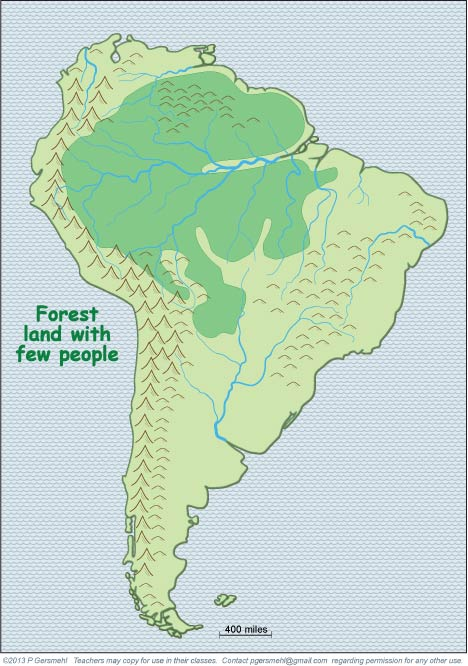 Forest
land with
few people
400 miles
©2013 P Gersmehl Teachers may copy for use in their classes. Contact pgersmehl@gmail.com regarding permission for any other use.